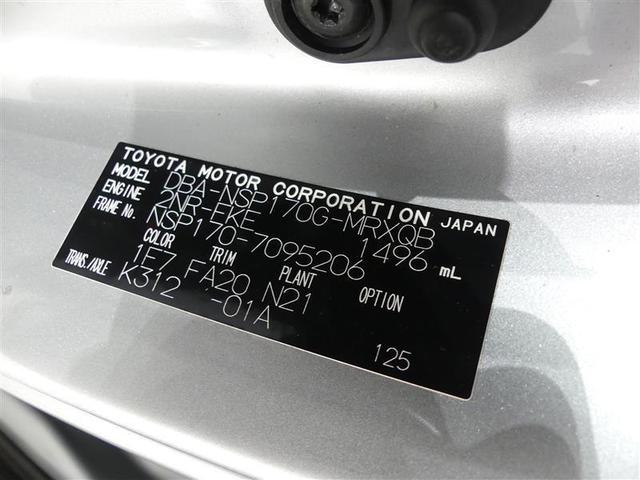 TOYOTA MOTOR CORPORATION JAPAN
MODEL DBA-NSP170G-MRXQB
ENGINE 2NR-FKE 1496 mL
FRAME No. NSP170-7095206
COLOR TRIM PLANT OPTION
1F7 FA20 N21
TRANS./AXLE K312 -01A
125